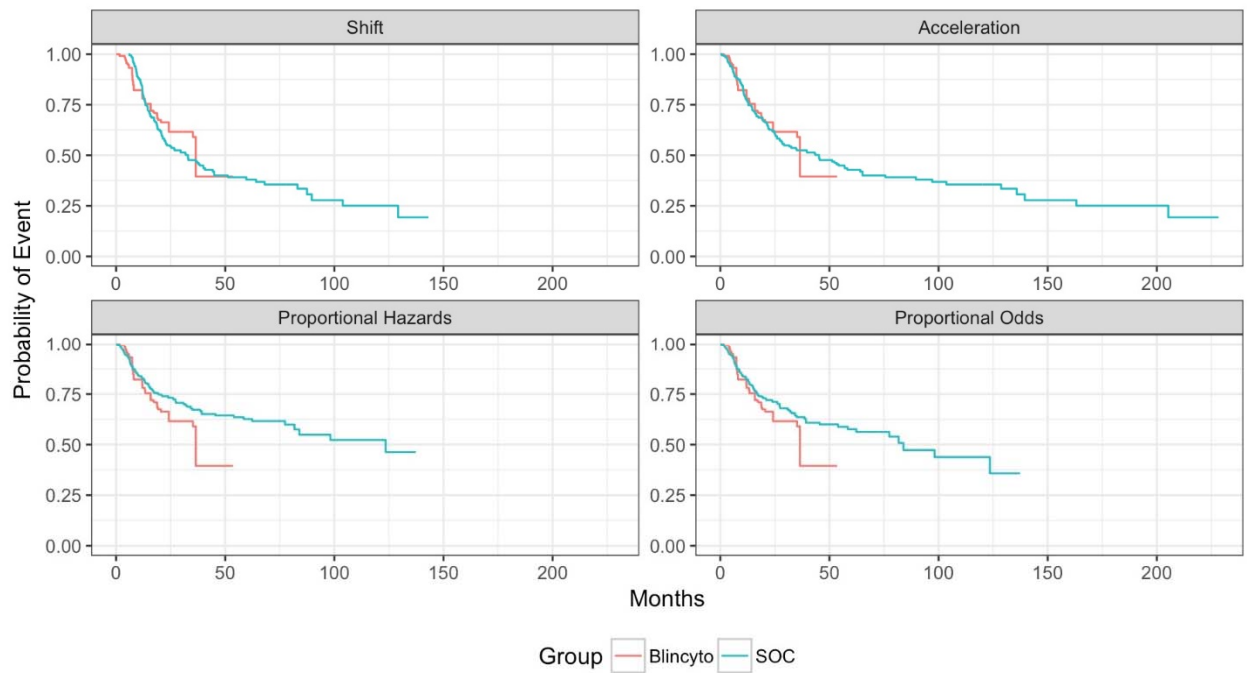 Shift
Acceleration
1.00
0.75
0.50
0.25
0.00
0 50 100 150 200
1.00
0.75
0.50
0.25
0.00
0 50 100 150 200
Proportional Hazards
Proportional Odds
1.00
0.75
0.50
0.25
0.00
0 50 100 150 200
1.00
0.75
0.50
0.25
0.00
0 50 100 150 200
Probability of Event
Months
Group Blincyto SOC